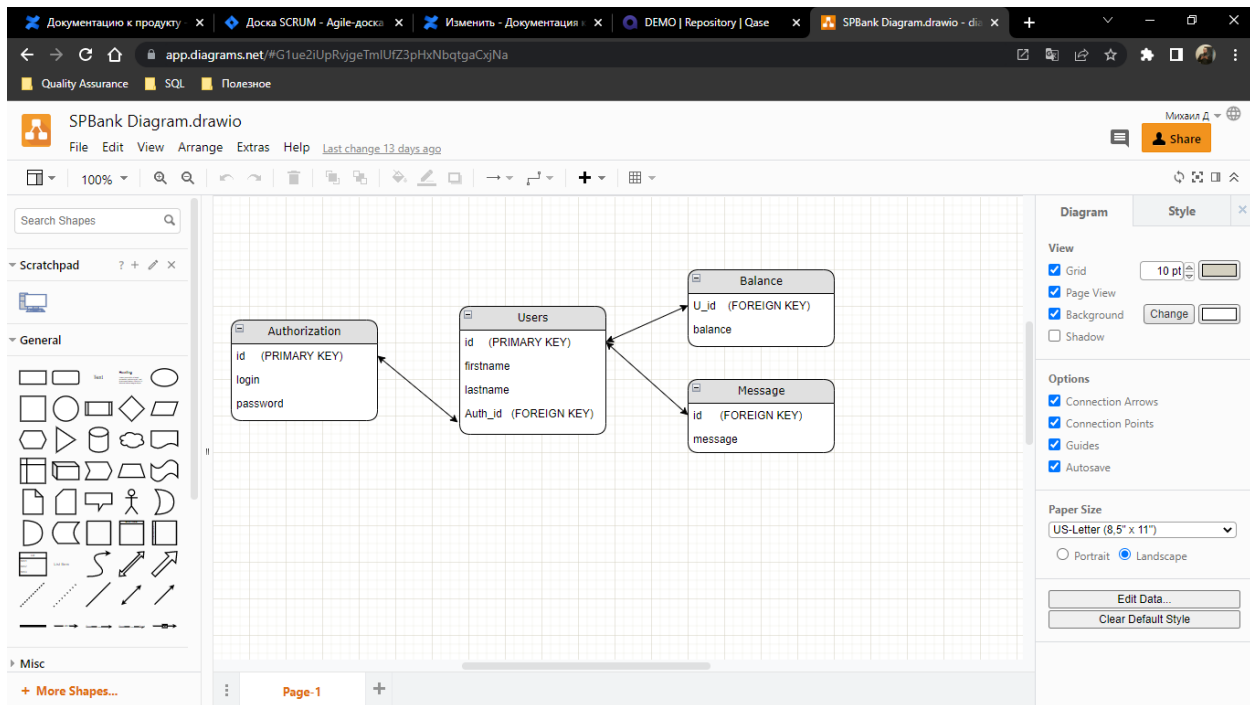 Документацию к продукту
Доска SCRUM - Agile-доска
Изменить - Документация к
DEMO | Repository | Qase
SPBank Diagram.drawio - dia
app.diagrams.net/#G1ue2iUpRvjgeTmIUfZ3pHxNbqtgaCxjNa
Quality Assurance
SQL
Полезное
SPBank Diagram.drawio
Михаил Д
File Edit View Arrange Extras Help Last change 13 days ago
Share
100%
Search Shapes
Scratchpad
?
General
Text
Heading
Misc
+ More Shapes...
Authorization
id (PRIMARY KEY)
login
password
Users
id (PRIMARY KEY)
firstname
lastname
Auth_id (FOREIGN KEY)
Balance
U_id (FOREIGN KEY)
balance
Message
id (FOREIGN KEY)
message
Page-1
Diagram
Style
View
Grid
10 pt
Page View
Background
Change
Shadow
Options
Connection Arrows
Connection Points
Guides
Autosave
Paper Size
US-Letter (8,5" x 11")
Portrait
Landscape
Edit Data...
Clear Default Style